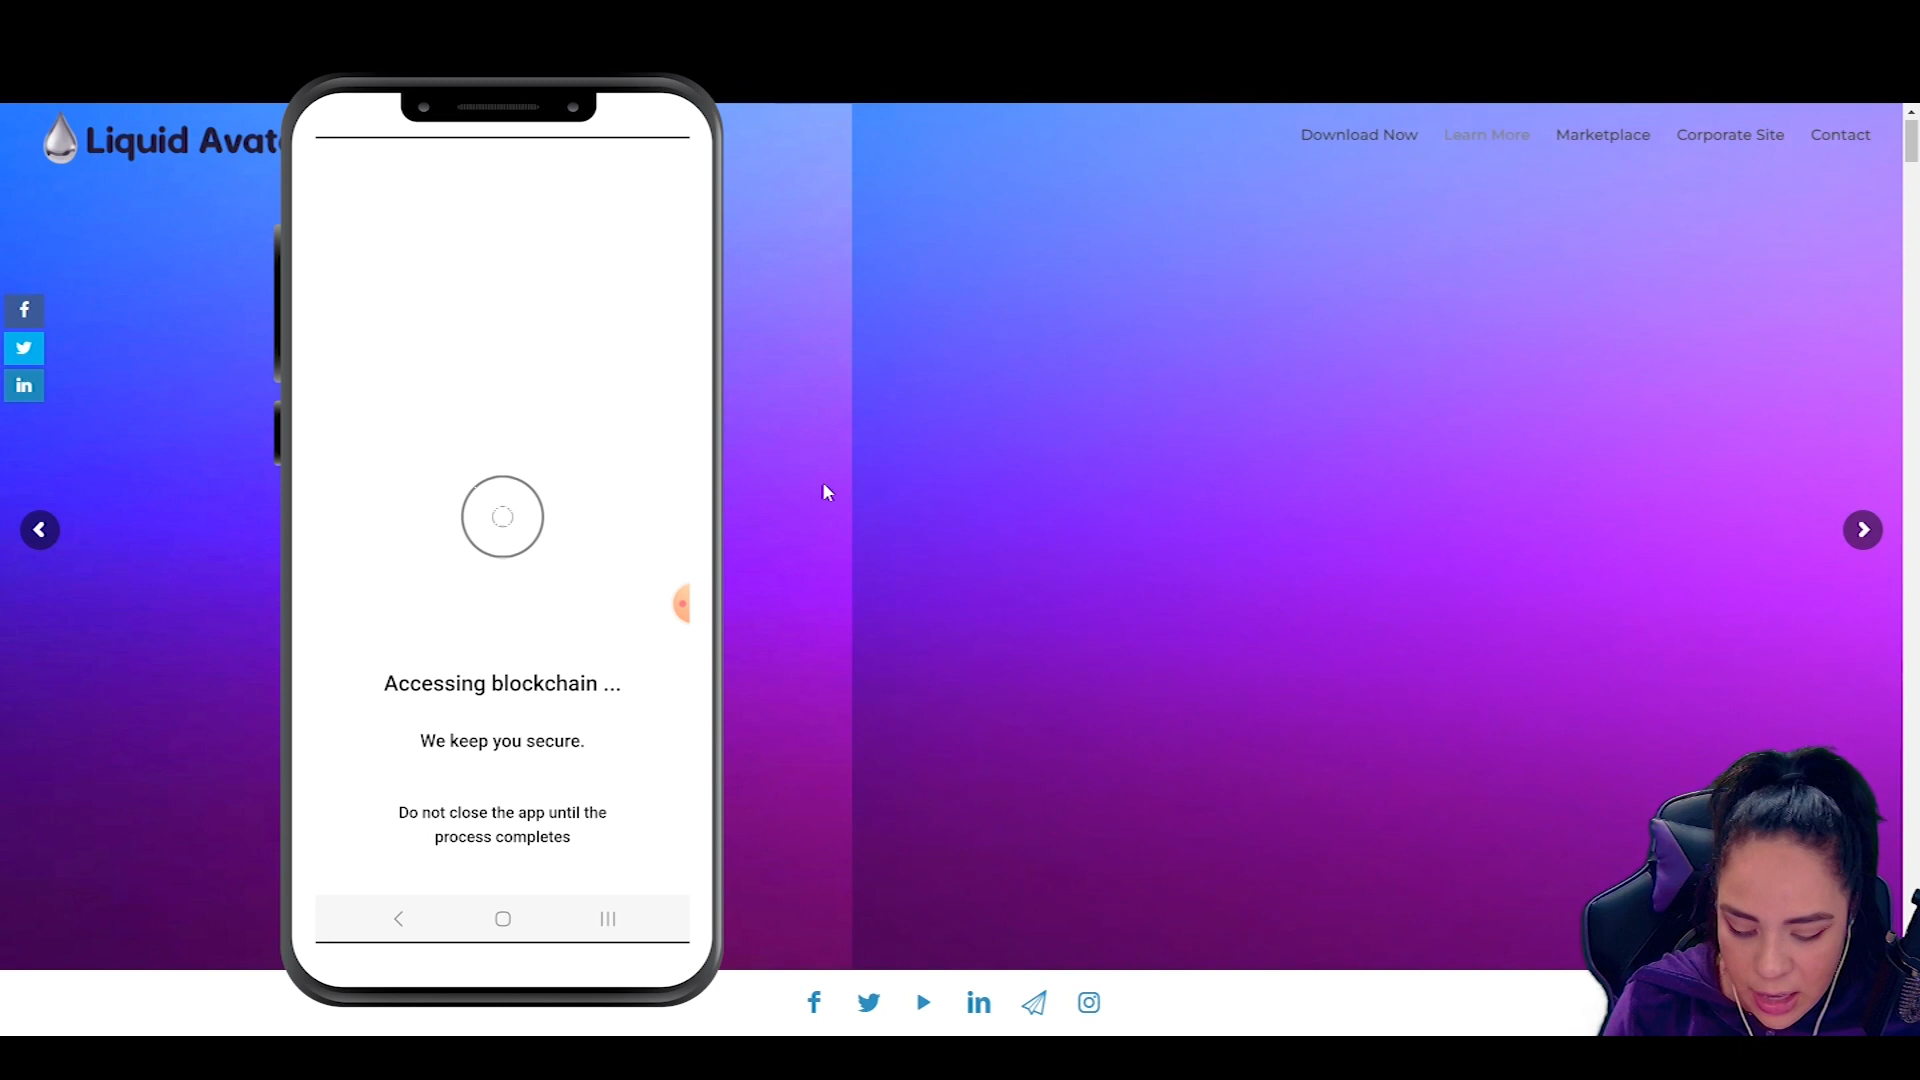 Liquid Avat
Download Now
Learn More
Marketplace
Corporate Site
Contact
Accessing blockchain ...
We keep you secure.
Do not close the app until the
process completes